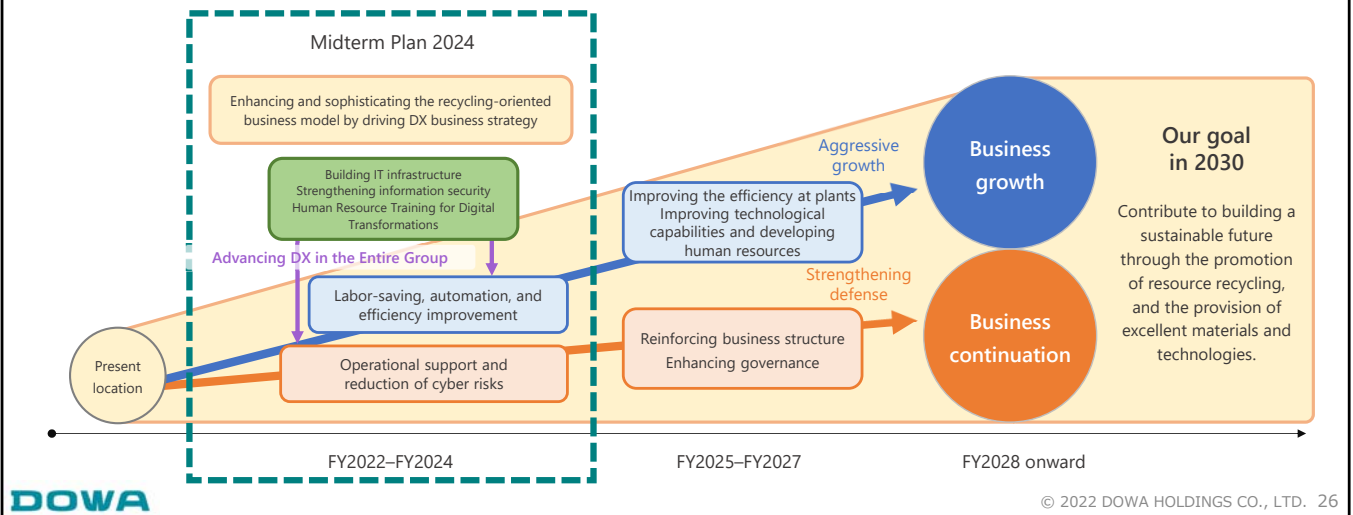 Midterm Plan 2024
Enhancing and sophisticating the recycling-oriented
business model by driving DX business strategy
Building IT infrastructure
Strengthening information security
Human Resource Training for Digital
Transformations
Advancing DX in the Entire Group
Labor-saving, automation, and
efficiency improvement
Operational support and
reduction of cyber risks
Present
location
Improving the efficiency at plants
Improving technological
capabilities and developing
human resources
Reinforcing business structure
Enhancing governance
Aggressive
growth
Strengthening
defense
Business
growth
Business
continuation
Our goal
in 2030
Contribute to building a
sustainable future
through the promotion
of resource recycling,
and the provision of
excellent materials and
technologies.
FY2022–FY2024
FY2025–FY2027
FY2028 onward
DOWA
© 2022 DOWA HOLDINGS CO., LTD. 26